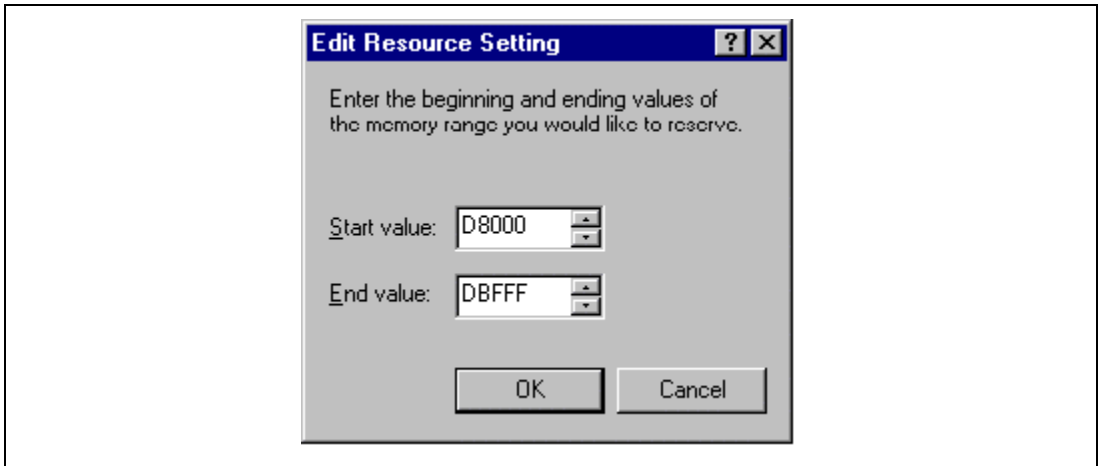 Edit Resource Setting
Enter the beginning and ending values of
the memory range you would like to reserve.
Start value: D8000
End value: DBFFF
OK Cancel